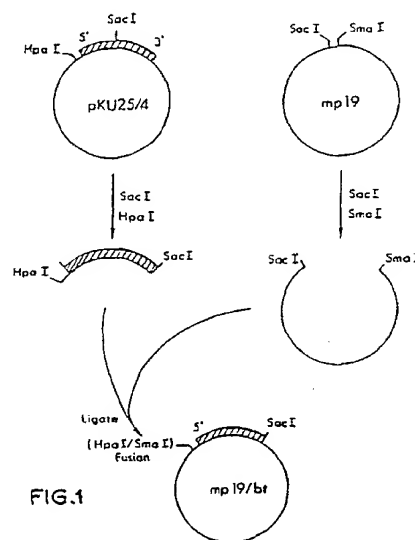 Sac I
5' 3'
Hpa I
pKU25/4
Sac I Sma I
mp19
Sac I
Hpa I
Sac I
Sma I
Hpa I Sac I
Sac I Sma I
Ligate
(Hpa I/Sma I)
Fusion
5' Sac I
mp19/bt
FIG.1